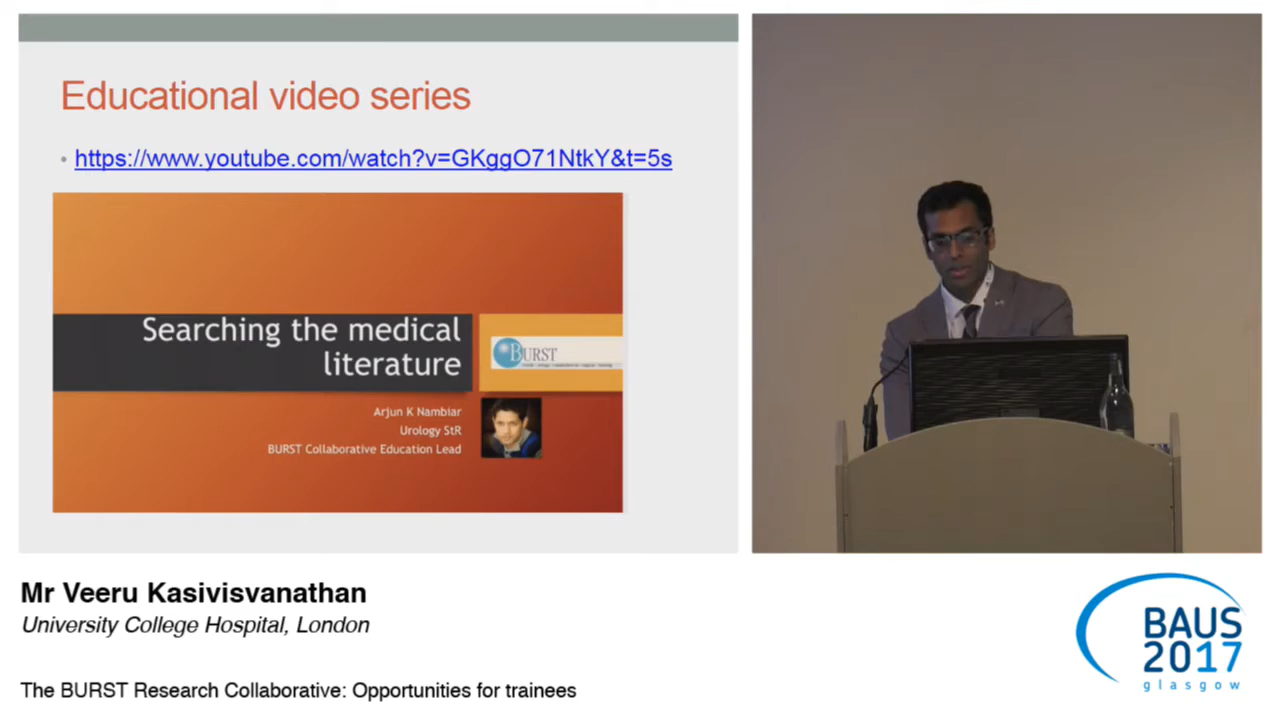 Educational video series
• https://www.youtube.com/watch?v=GKggO71NtkY&t=5s
Searching the medical
literature
BURST
Arjun K Nambiar
Urology StR
BURST Collaborative Education Lead
Mr Veeru Kasivisvanathan
University College Hospital, London
The BURST Research Collaborative: Opportunities for trainees
BAUS
2017
glasgow